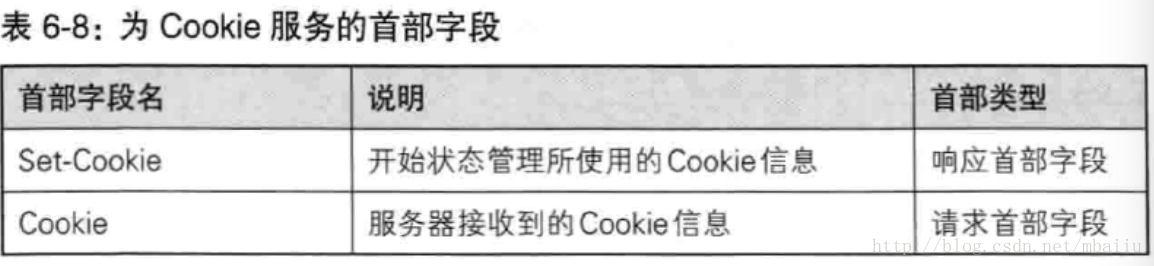 表 6-8：为 Cookie 服务的首部字段
首部字段名 说明 首部类型
Set-Cookie 开始状态管理所使用的Cookie信息 响应首部字段
Cookie 服务器接收到的Cookie信息 请求首部字段
http://blog.csdn.net/mbaiju